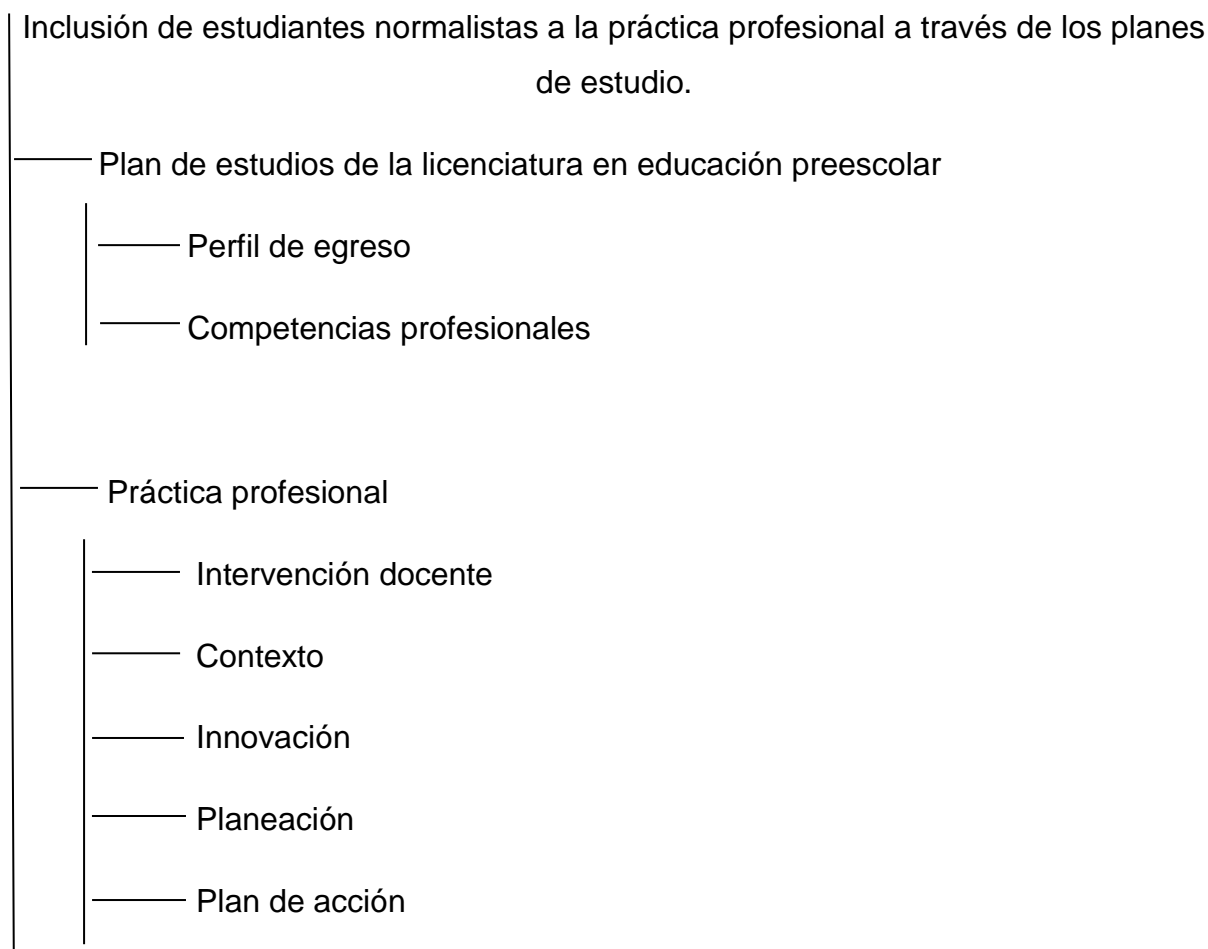 Inclusión de estudiantes normalistas a la práctica profesional a través de los planes
de estudio.
Plan de estudios de la licenciatura en educación preescolar
Perfil de egreso
Competencias profesionales
Práctica profesional
Intervención docente
Contexto
Innovación
Planeación
Plan de acción